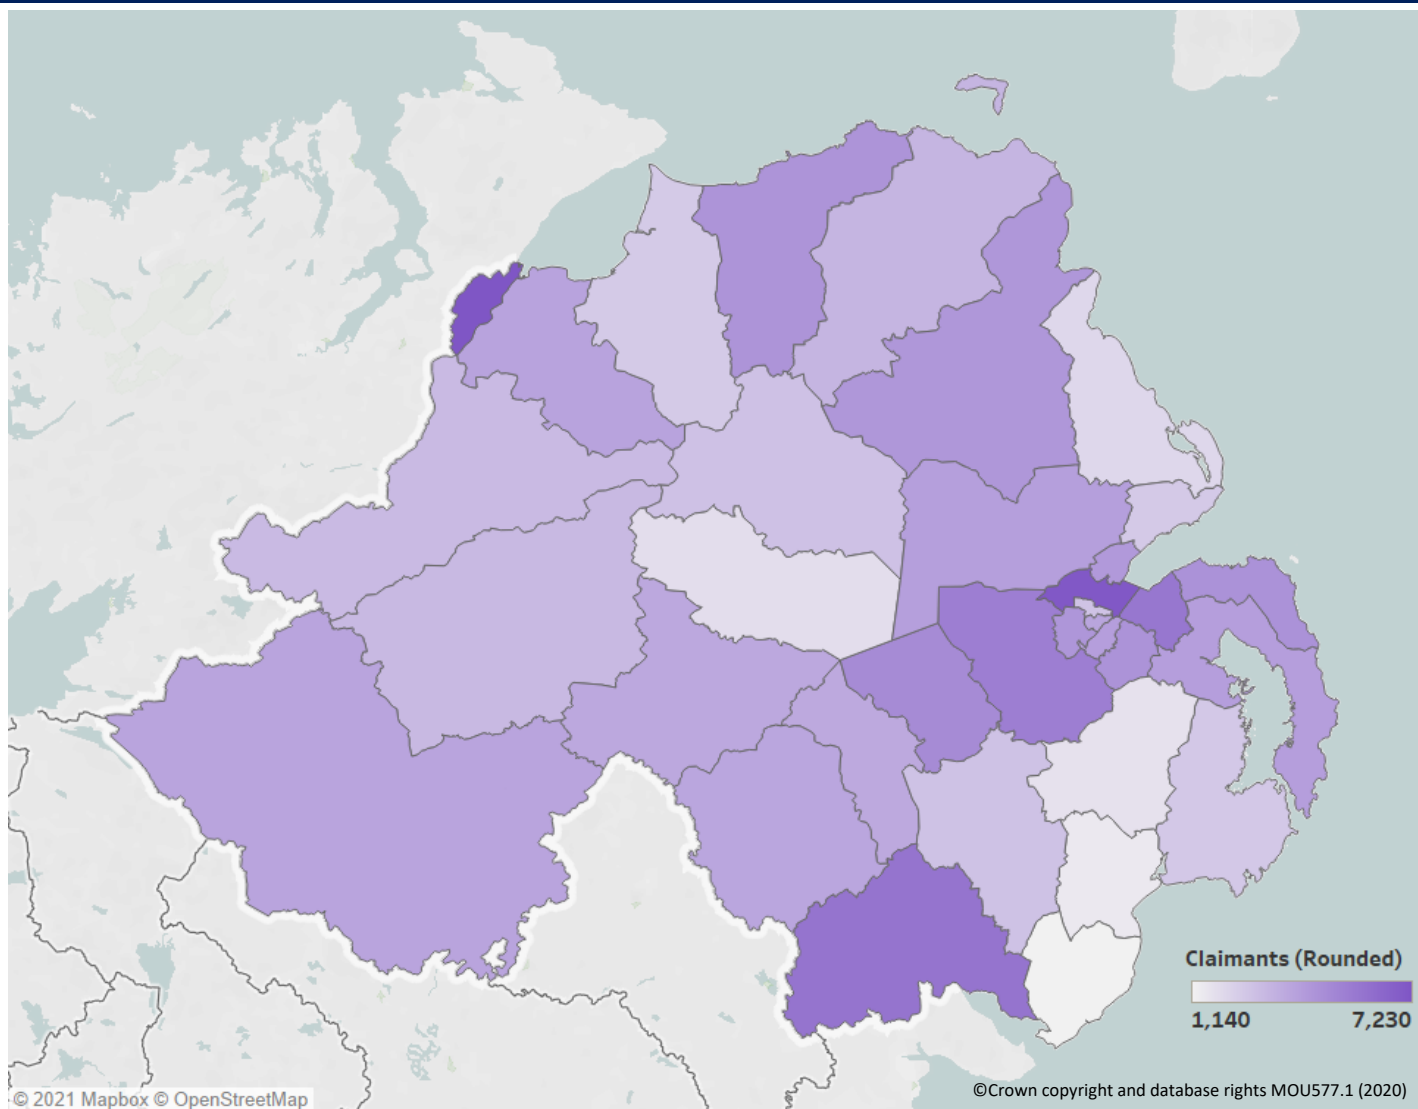 Claimants (Rounded)
1,140 7,230
© 2021 Mapbox © OpenStreetMap
©Crown copyright and database rights MOU577.1 (2020)